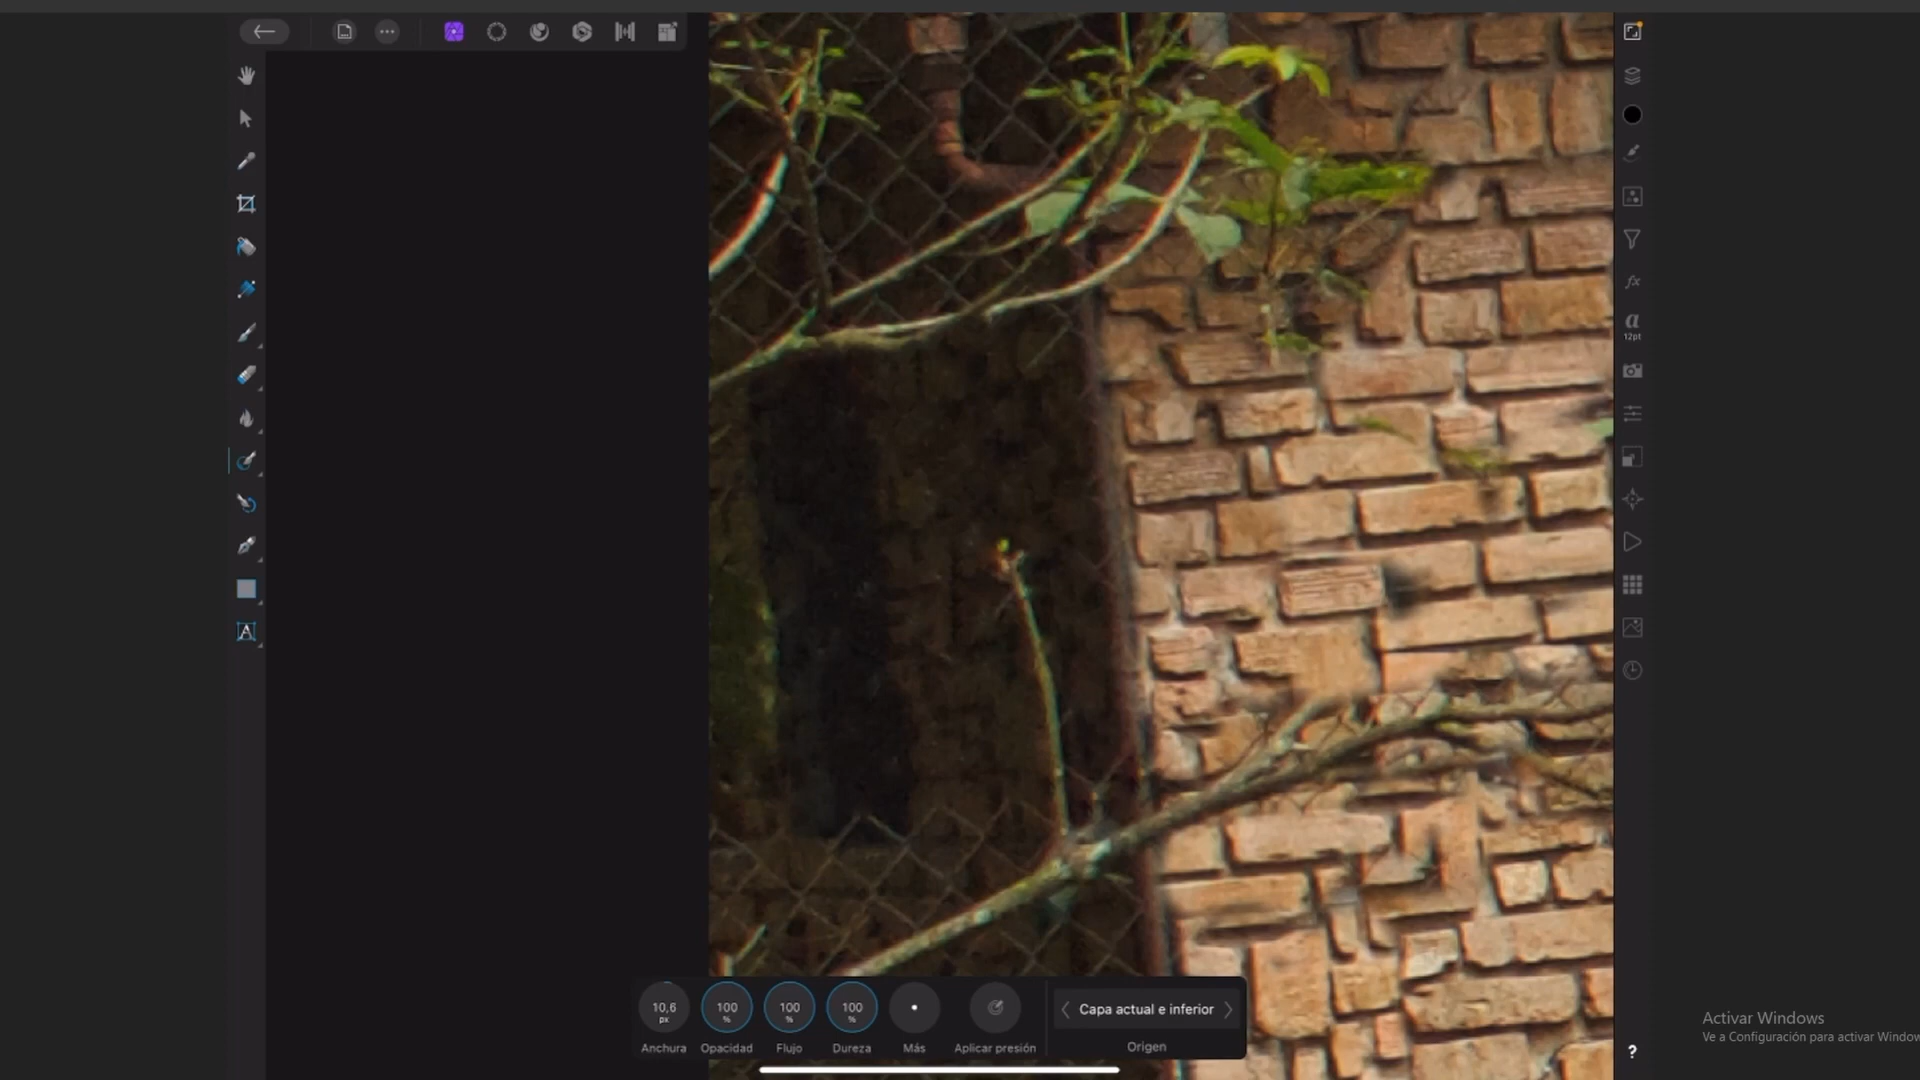 a
12pt
A
10,6
px
100
%
100
%
100
%
Anchura
Opacidad
Flujo
Dureza
Más
Aplicar presión
Capa actual e inferior
Origen
Activar Windows
Ve a Configuración para activar Window
?
fx